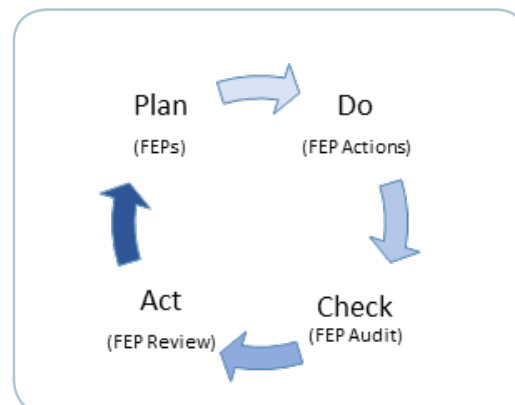 Plan
(FEPs)
Do
(FEP Actions)
Check
(FEP Audit)
Act
(FEP Review)